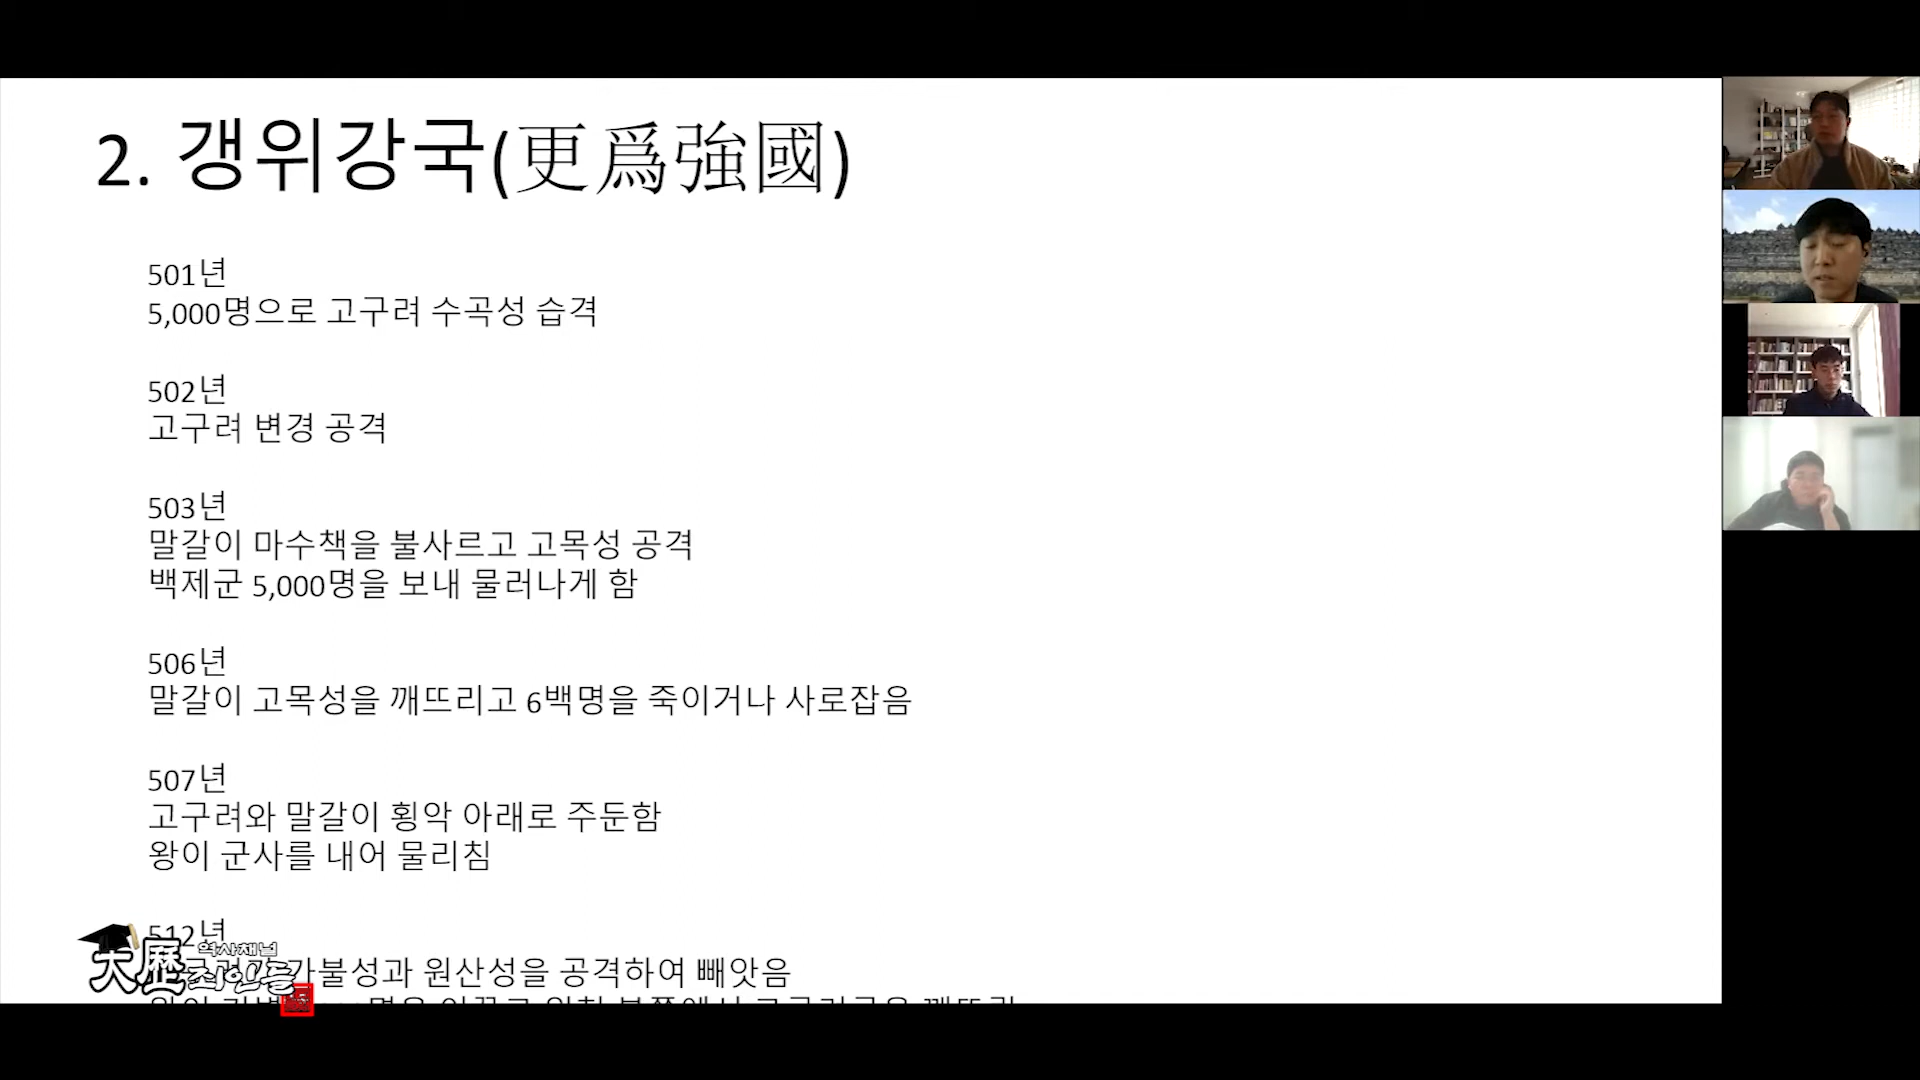 2. 갱위강국(更爲強國)
501년
5,000명으로 고구려 수곡성 습격
502년
고구려 변경 공격
503년
말갈이 마수책을 불사르고 고목성 공격
백제군 5,000명을 보내 물러나게 함
506년
말갈이 고목성을 깨뜨리고 6백명을 죽이거나 사로잡음
507년
고구려와 말갈이 횡악 아래로 주둔함
왕이 군사를 내어 물리침
512년
가불성과 원산성을 공격하여 빼앗음
역사채널
大歷죄인들